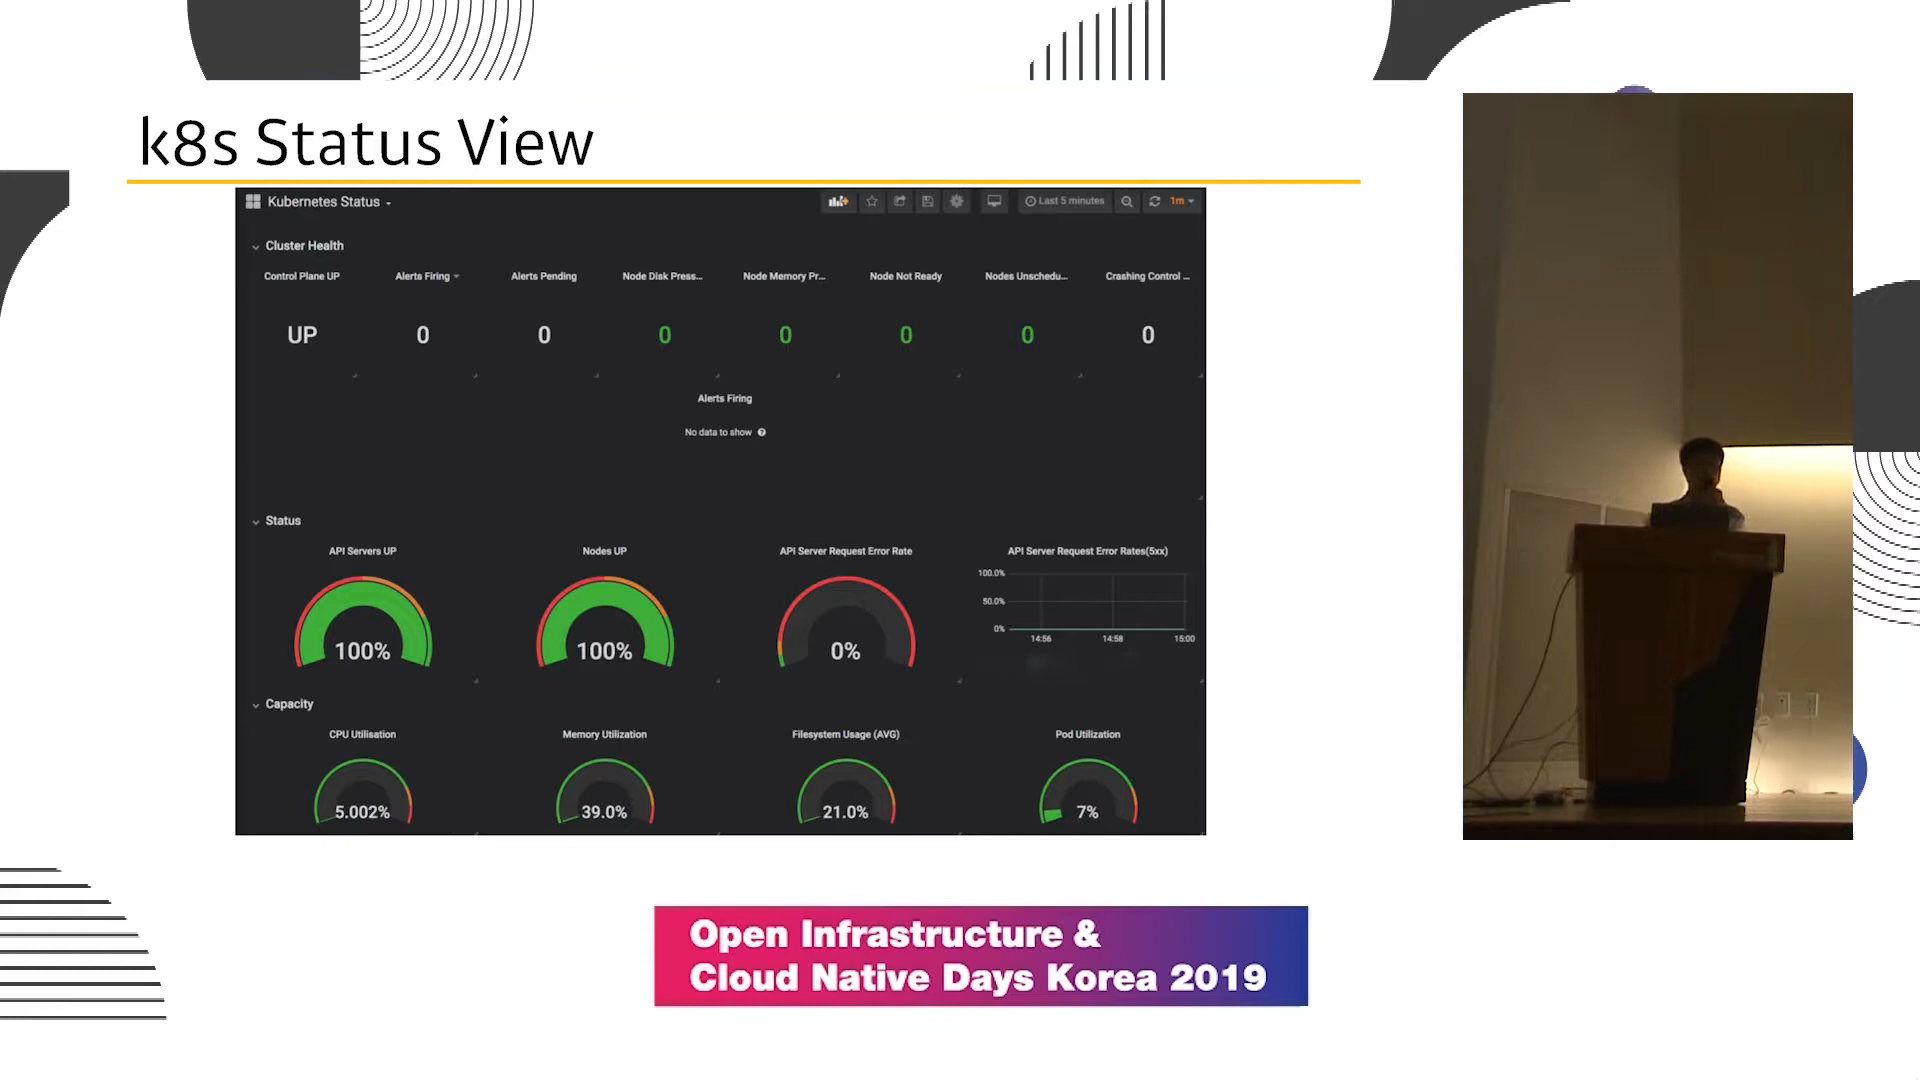 k8s Status View
Kubernetes Status
Last 5 minutes
1m
Cluster Health
Control Plane UP
Alerts Firing
Alerts Pending
Node Disk Press...
Node Memory Pr...
Node Not Ready
Nodes Unschedu...
Crashing Control ...
UP
0
0
0
0
0
0
0
Alerts Firing
No data to show
Status
API Servers UP
Nodes UP
API Server Request Error Rate
API Server Request Error Rates(5xx)
100%
100%
0%
100.0%
50.0%
0%
14:56
14:58
15:00
Capacity
CPU Utilisation
Memory Utilization
Filesystem Usage (AVG)
Pod Utilization
5.002%
39.0%
21.0%
7%
Open Infrastructure &
Cloud Native Days Korea 2019